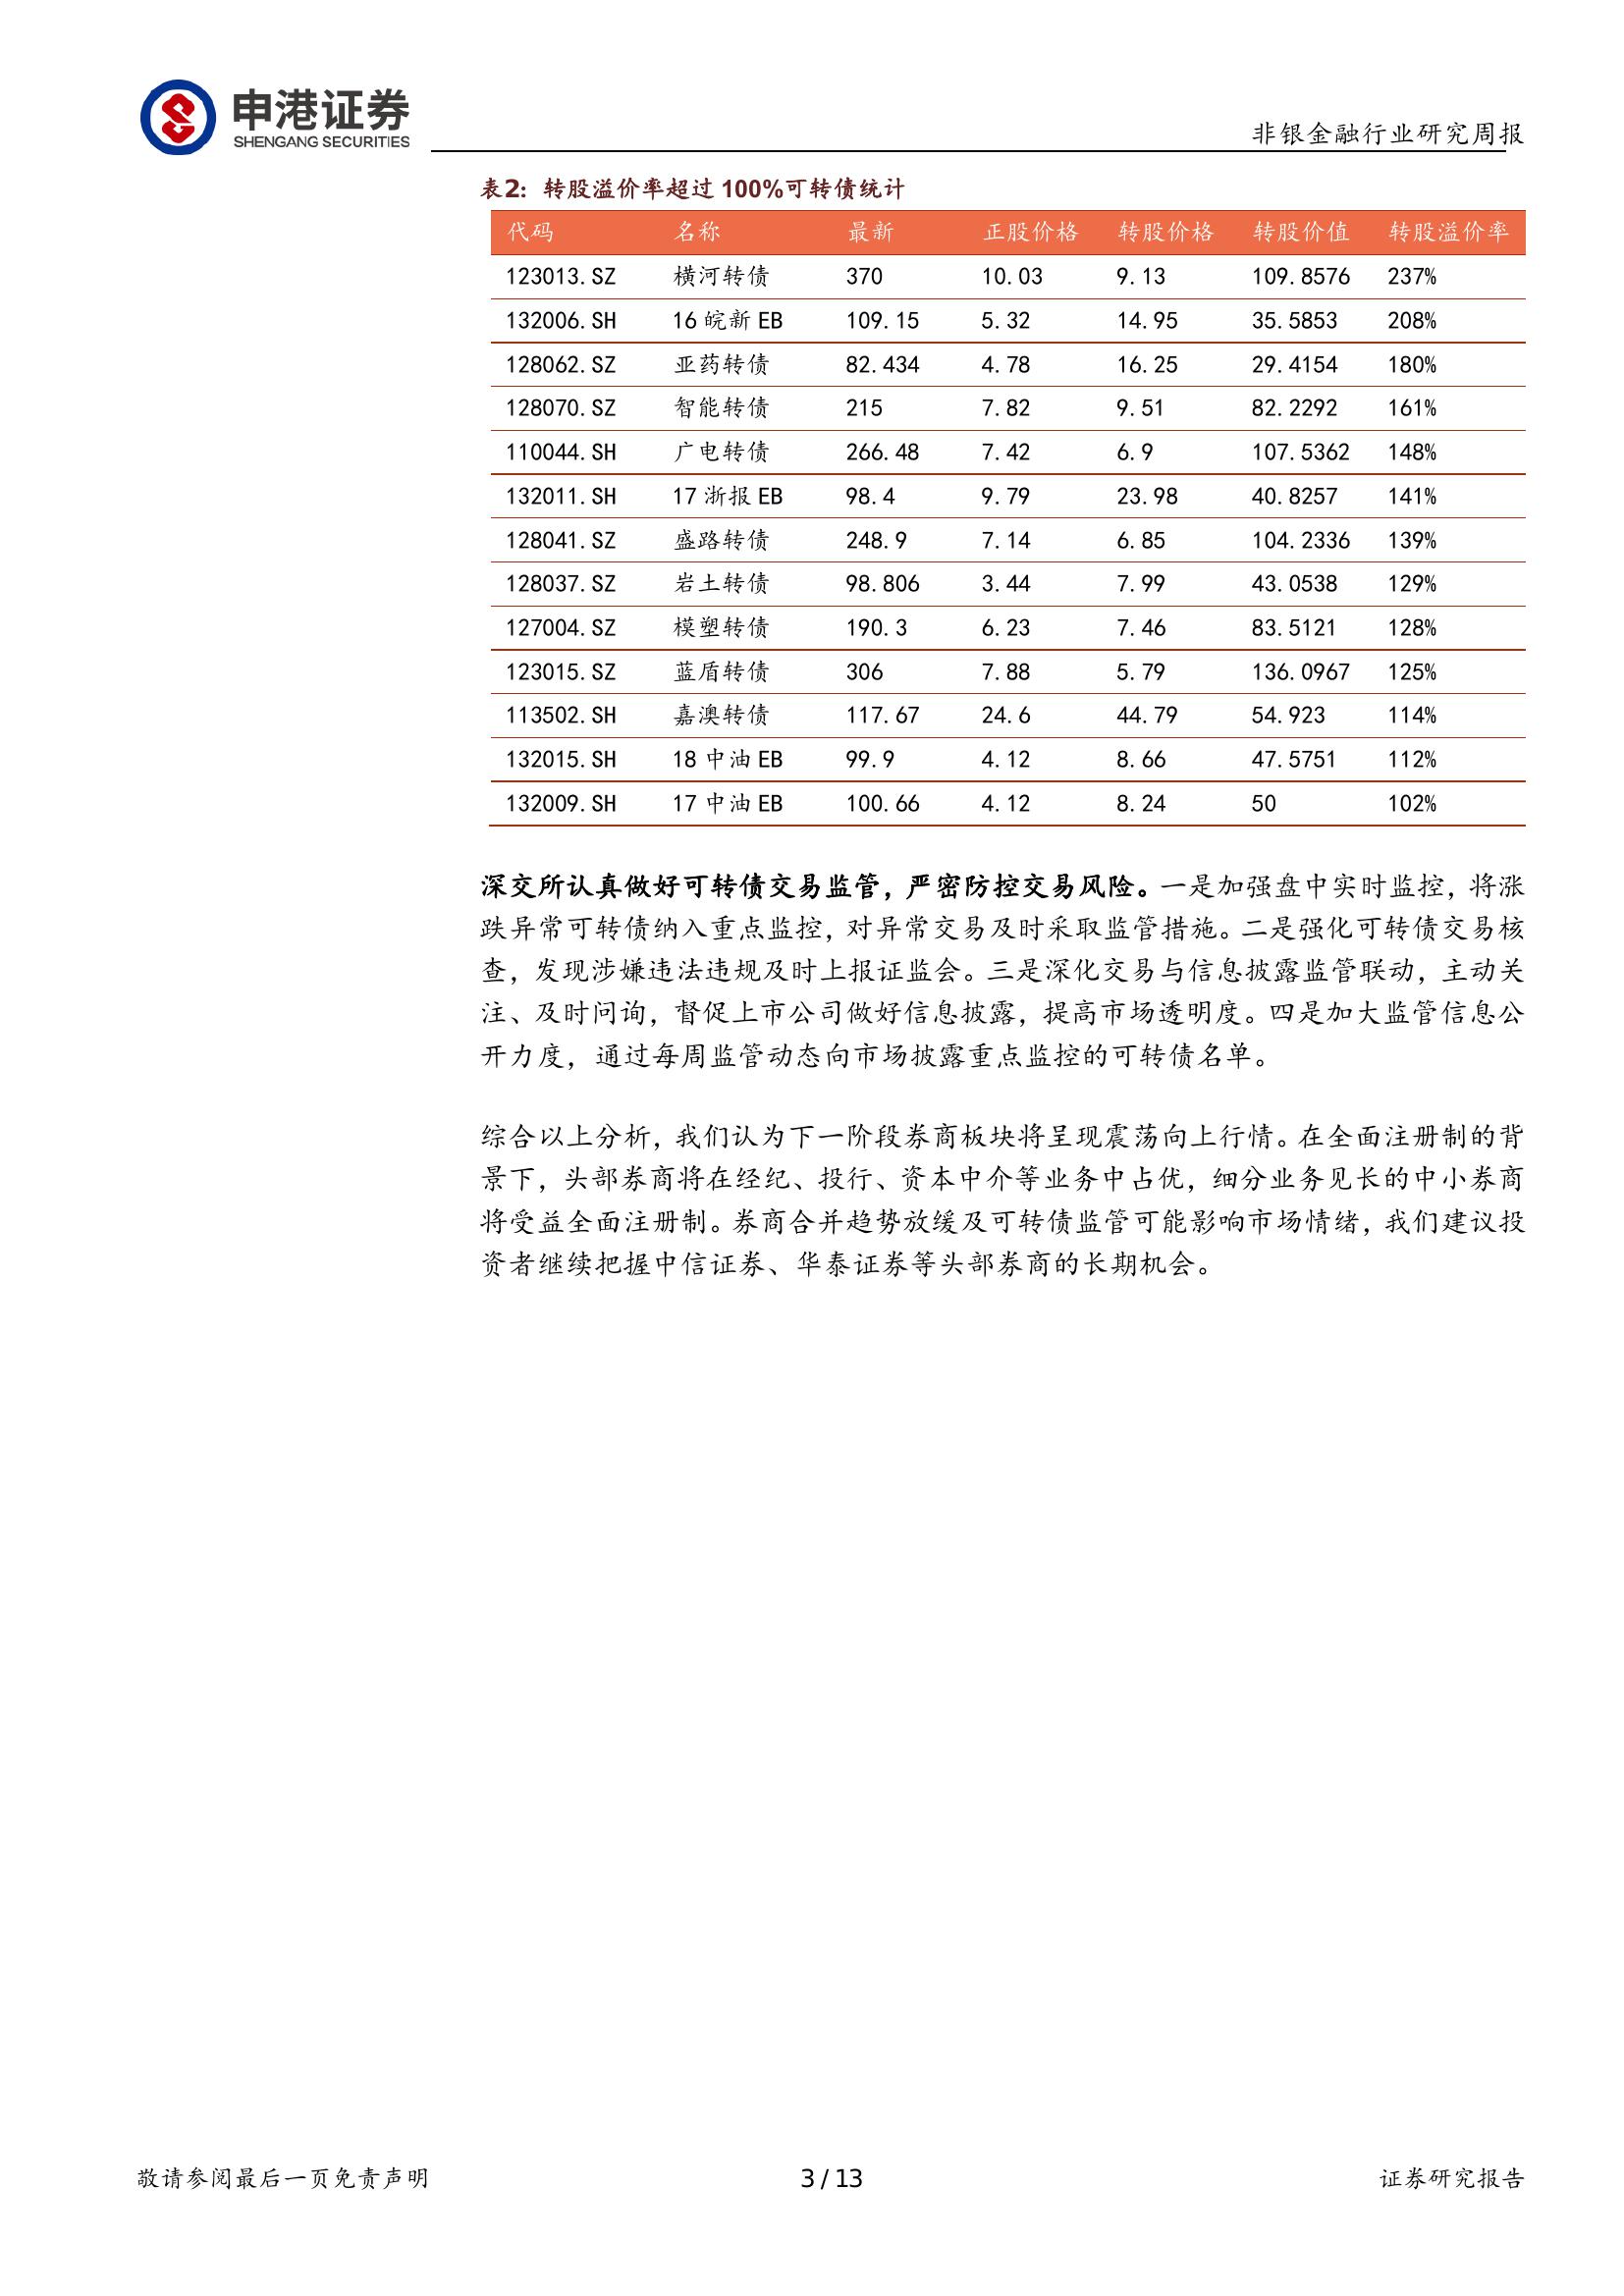 申港证券
SHENGANG SECURITIES
非银金融行业研究周报
表2：转股溢价率超过 100%可转债统计
代码 名称 最新 正股价格 转股价格 转股价值 转股溢价率
123013.SZ 横河转债 370 10.03 9.13 109.8576 237%
132006.SH 16 皖新 EB 109.15 5.32 14.95 35.5853 208%
128062.SZ 亚药转债 82.434 4.78 16.25 29.4154 180%
128070.SZ 智能转债 215 7.82 9.51 82.2292 161%
110044.SH 广电转债 266.48 7.42 6.9 107.5362 148%
132011.SH 17 浙报 EB 98.4 9.79 23.98 40.8257 141%
128041.SZ 盛路转债 248.9 7.14 6.85 104.2336 139%
128037.SZ 岩土转债 98.806 3.44 7.99 43.0538 129%
127004.SZ 模塑转债 190.3 6.23 7.46 83.5121 128%
123015.SZ 蓝盾转债 306 7.88 5.79 136.0967 125%
113502.SH 嘉澳转债 117.67 24.6 44.79 54.923 114%
132015.SH 18 中油 EB 99.9 4.12 8.66 47.5751 112%
132009.SH 17 中油 EB 100.66 4.12 8.24 50 102%
深交所认真做好可转债交易监管，严密防控交易风险。一是加强盘中实时监控，将涨
跌异常可转债纳入重点监控，对异常交易及时采取监管措施。二是强化可转债交易核
查，发现涉嫌违法违规及时上报证监会。三是深化交易与信息披露监管联动，主动关
注、及时问询，督促上市公司做好信息披露，提高市场透明度。四是加大监管信息公
开力度，通过每周监管动态向市场披露重点监控的可转债名单。
综合以上分析，我们认为下一阶段券商板块将呈现震荡向上行情。在全面注册制的背
景下，头部券商将在经纪、投行、资本中介等业务中占优，细分业务见长的中小券商
将受益全面注册制。券商合并趋势放缓及可转债监管可能影响市场情绪，我们建议投
资者继续把握中信证券、华泰证券等头部券商的长期机会。
敬请参阅最后一页免责声明 3 / 13 证券研究报告